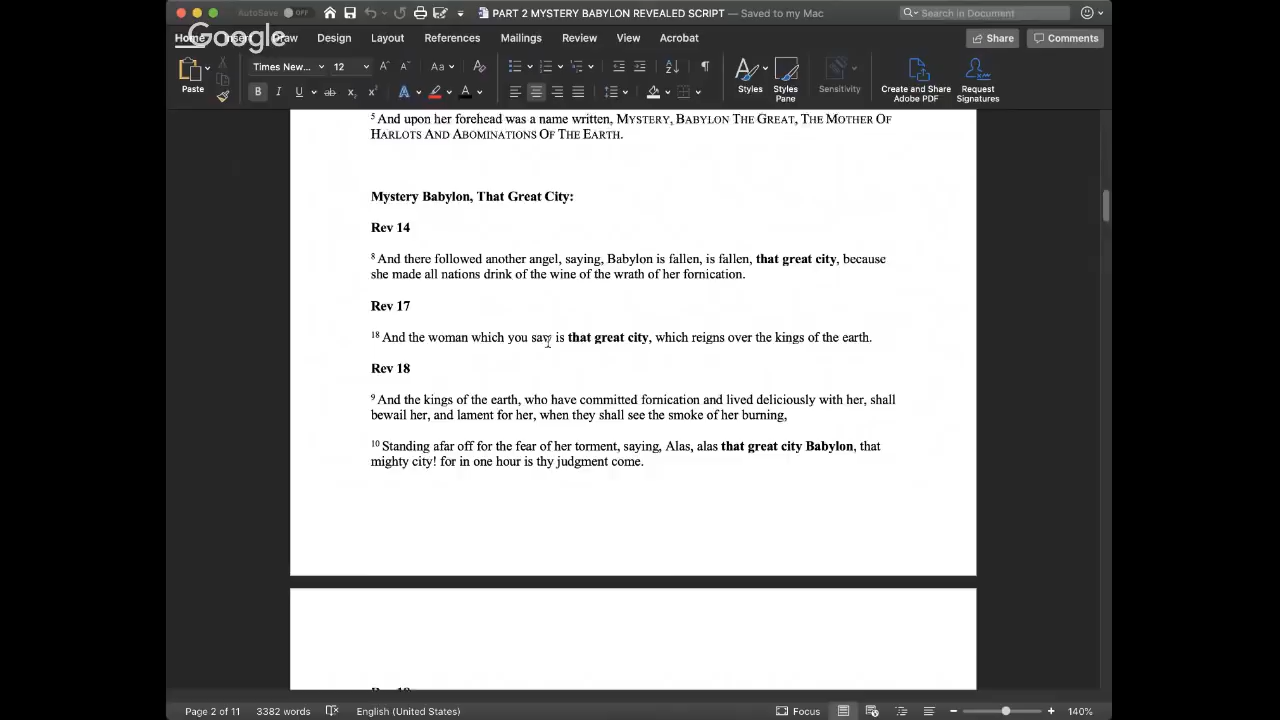 AutoSave OFF PART 2 MYSTERY BABYLON REVEALED SCRIPT — Saved to my Mac Search in Document
Google
Home Draw Design Layout References Mailings Review View Acrobat Share Comments
Paste Times New... 12 Aa Styles Styles Pane Sensitivity Create and Share Adobe PDF Request Signatures
5 And upon her forehead was a name written, MYSTERY, BABYLON THE GREAT, THE MOTHER OF
HARLOTS AND ABOMINATIONS OF THE EARTH.
Mystery Babylon, That Great City:
Rev 14
8 And there followed another angel, saying, Babylon is fallen, is fallen, that great city, because
she made all nations drink of the wine of the wrath of her fornication.
Rev 17
18 And the woman which you saw is that great city, which reigns over the kings of the earth.
Rev 18
9 And the kings of the earth, who have committed fornication and lived deliciously with her, shall
bewail her, and lament for her, when they shall see the smoke of her burning,
10 Standing afar off for the fear of her torment, saying, Alas, alas that great city Babylon, that
mighty city! for in one hour is thy judgment come.
Page 2 of 11 3382 words English (United States) Focus 140%